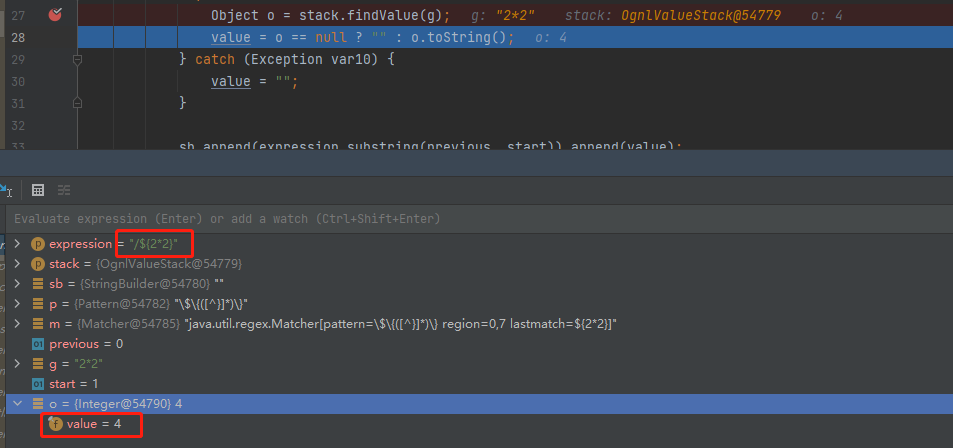 27 Object o = stack.findValue(g); g: "2*2" stack: OgnlValueStack@54779 o: 4
28 value = o == null ? "" : o.toString(); o: 4
29 } catch (Exception var10) {
30 value = "";
31 }
32
33 sb.append(expression.substring(previous, start)).append(value);
Evaluate expression (Enter) or add a watch (Ctrl+Shift+Enter)
expression = "/${2*2}"
stack = {OgnlValueStack@54779}
sb = {StringBuilder@54780} ""
p = {Pattern@54782} "\$\{([^}]*)\}"
m = {Matcher@54785} "java.util.regex.Matcher[pattern=\$\{([^}]*)\} region=0,7 lastmatch=${2*2}]"
previous = 0
g = "2*2"
start = 1
o = {Integer@54790} 4
value = 4